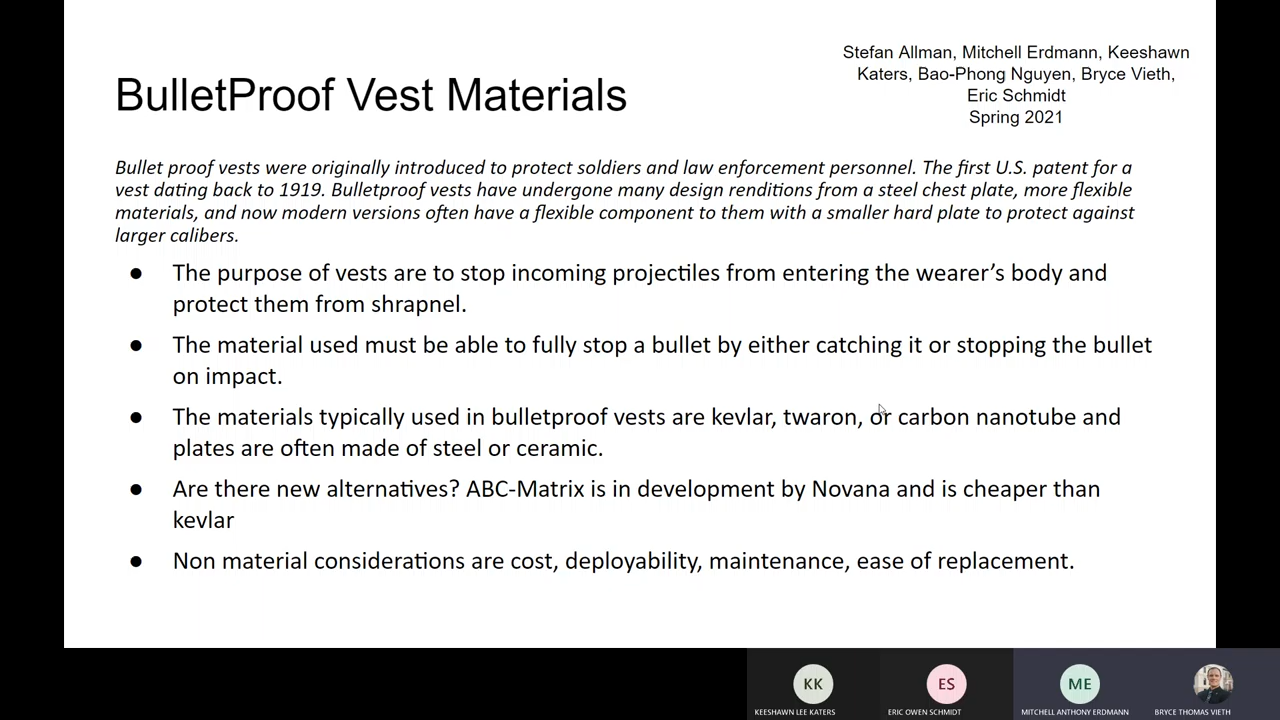 Stefan Allman, Mitchell Erdmann, Keeshawn
Katers, Bao-Phong Nguyen, Bryce Vieth,
Eric Schmidt
Spring 2021
BulletProof Vest Materials
Bullet proof vests were originally introduced to protect soldiers and law enforcement personnel. The first U.S. patent for a
vest dating back to 1919. Bulletproof vests have undergone many design renditions from a steel chest plate, more flexible
materials, and now modern versions often have a flexible component to them with a smaller hard plate to protect against
larger calibers.
● The purpose of vests are to stop incoming projectiles from entering the wearer’s body and
protect them from shrapnel.
● The material used must be able to fully stop a bullet by either catching it or stopping the bullet
on impact.
● The materials typically used in bulletproof vests are kevlar, twaron, or carbon nanotube and
plates are often made of steel or ceramic.
● Are there new alternatives? ABC-Matrix is in development by Novana and is cheaper than
kevlar
● Non material considerations are cost, deployability, maintenance, ease of replacement.
KK
ES
ME
KEESHAWN LEE KATERS
ERIC OWEN SCHMIDT
MITCHELL ANTHONY ERDMANN
BRYCE THOMAS VIETH